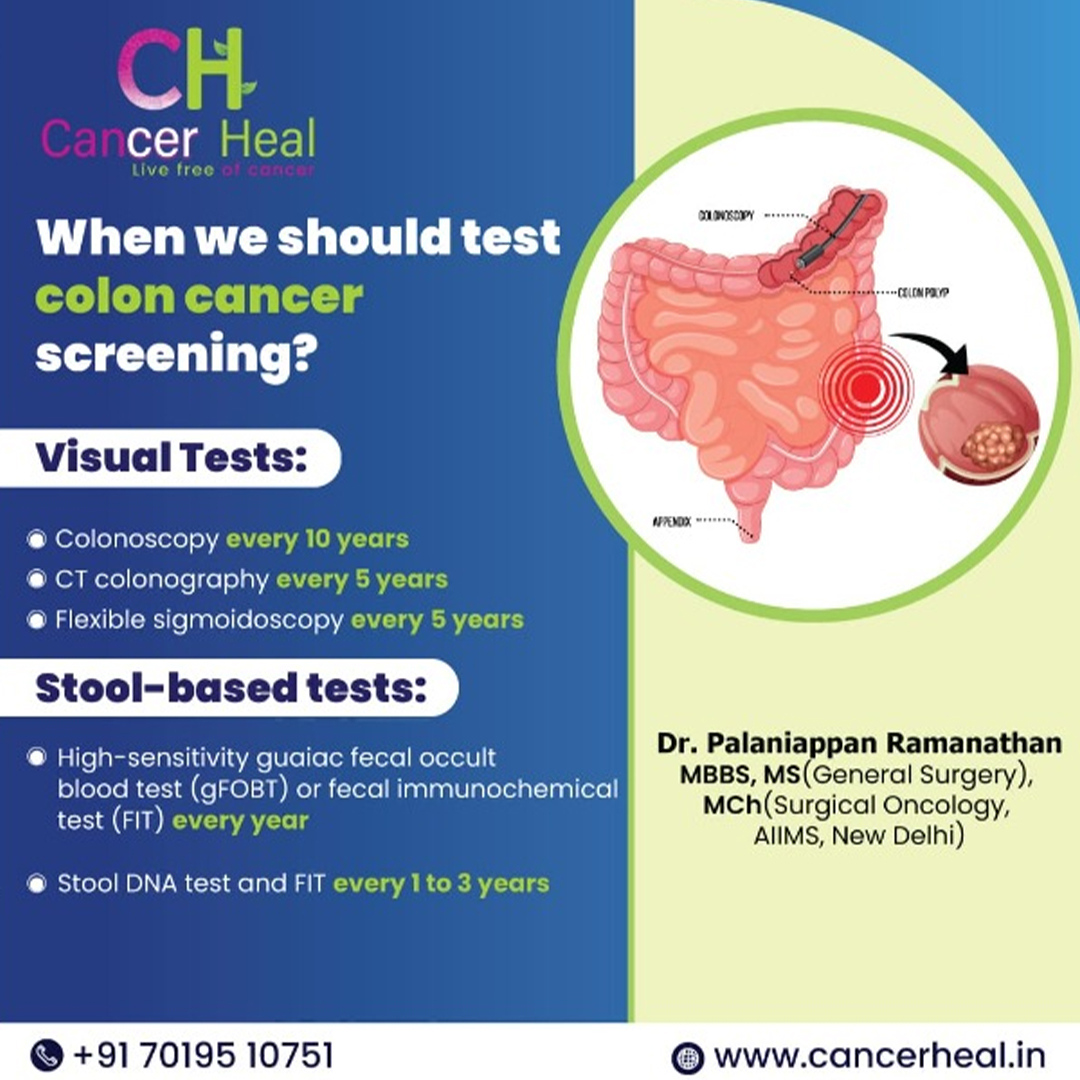 CH
Cancer Heal
Live free of cancer
When we should test
colon cancer
screening?
Visual Tests:
Colonoscopy every 10 years
CT colonography every 5 years
Flexible sigmoidoscopy every 5 years
Stool-based tests:
High-sensitivity guaiac fecal occult
blood test (gFOBT) or fecal immunochemical
test (FIT) every year
Stool DNA test and FIT every 1 to 3 years
COLONOSCOPY
COLON POLYP
APPENDIX
Dr. Palaniappan Ramanathan
MBBS, MS(General Surgery),
MCh(Surgical Oncology,
AIIMS, New Delhi)
+91 70195 10751
www.cancerheal.in